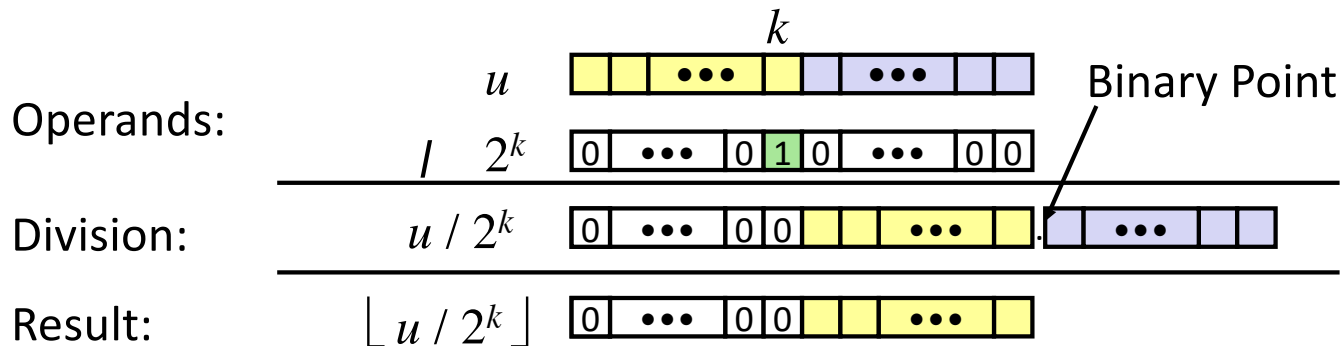 k
u ••• ••• Binary Point
Operands:
/ 2^k 0 ••• 0 1 0 ••• 0 0
Division: u / 2^k 0 ••• 0 0 ••• . •••
Result: ⌊ u / 2^k ⌋ 0 ••• 0 0 •••